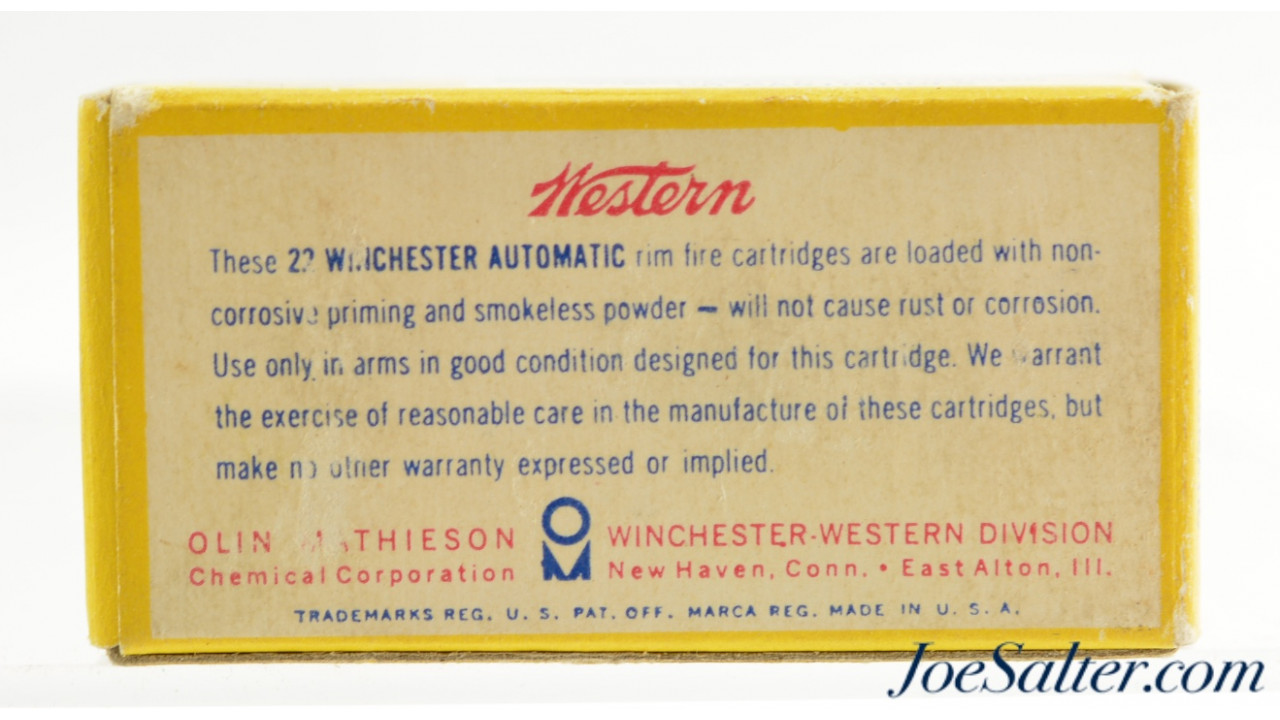 Western
These 22 WINCHESTER AUTOMATIC rim fire cartridges are loaded with non-
corrosive priming and smokeless powder — will not cause rust or corrosion.
Use only in arms in good condition designed for this cartridge. We warrant
the exercise of reasonable care in the manufacture of these cartridges, but
make no other warranty expressed or implied.
OLIN MATHIESON
Chemical Corporation
OM
WINCHESTER-WESTERN DIVISION
New Haven, Conn. • East Alton, Ill.
TRADEMARKS REG. U. S. PAT. OFF. MARCA REG. MADE IN U. S. A.
JoeSalter.com